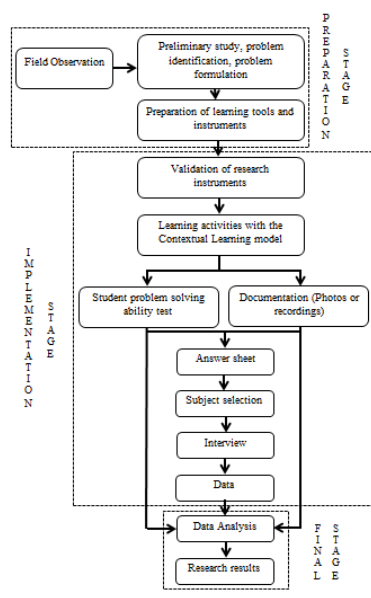 PREPARATION
STAGE
Field Observation
Preliminary study, problem
identification, problem
formulation
Preparation of learning tools and
instruments
IMPLEMENTATION
STAGE
Validation of research
instruments
Learning activities with the
Contextual Learning model
Student problem solving
ability test
Documentation (Photos or
recordings)
Answer sheet
Subject selection
Interview
Data
Data Analysis
Research results
FINAL
STAGE